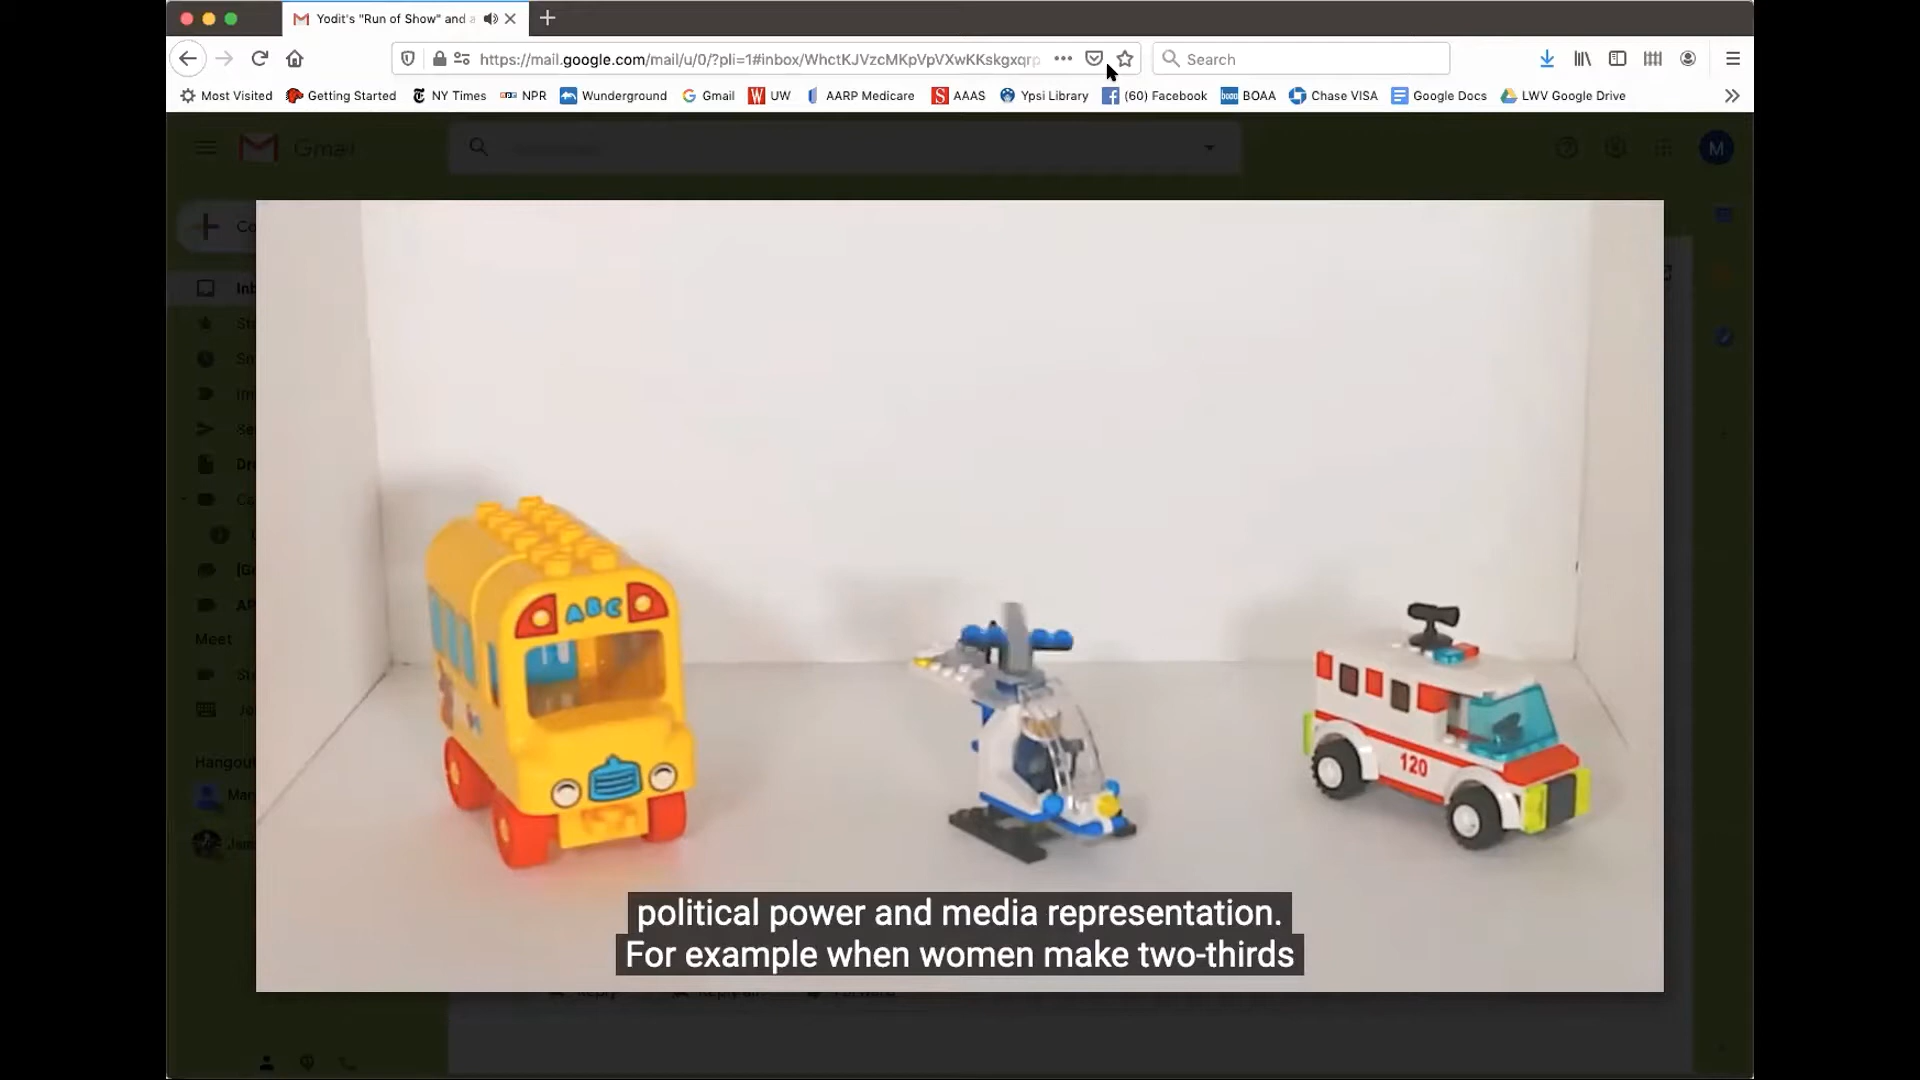 Yodit's "Run of Show" and
https://mail.google.com/mail/u/0/?pli=1#inbox/WhctKJVzcMKpVpVXwKKskgxqrp
Search
Most Visited
Getting Started
NY Times
NPR
Wunderground
Gmail
UW
AARP Medicare
AAAS
Ypsi Library
(60) Facebook
BOAA
Chase VISA
Google Docs
LWV Google Drive
Gmail
M
Meet
ABC
120
political power and media representation.
For example when women make two-thirds